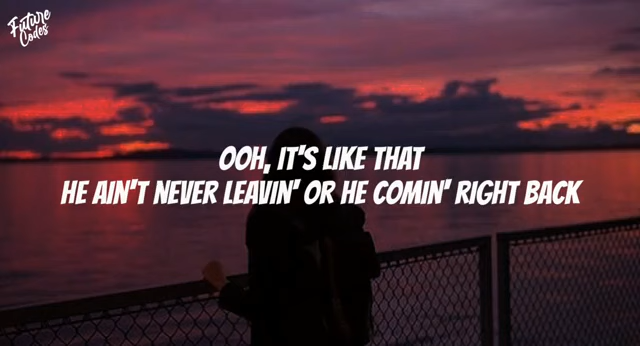 Future
Codes
OOH, IT'S LIKE THAT
HE AIN'T NEVER LEAVIN' OR HE COMIN' RIGHT BACK